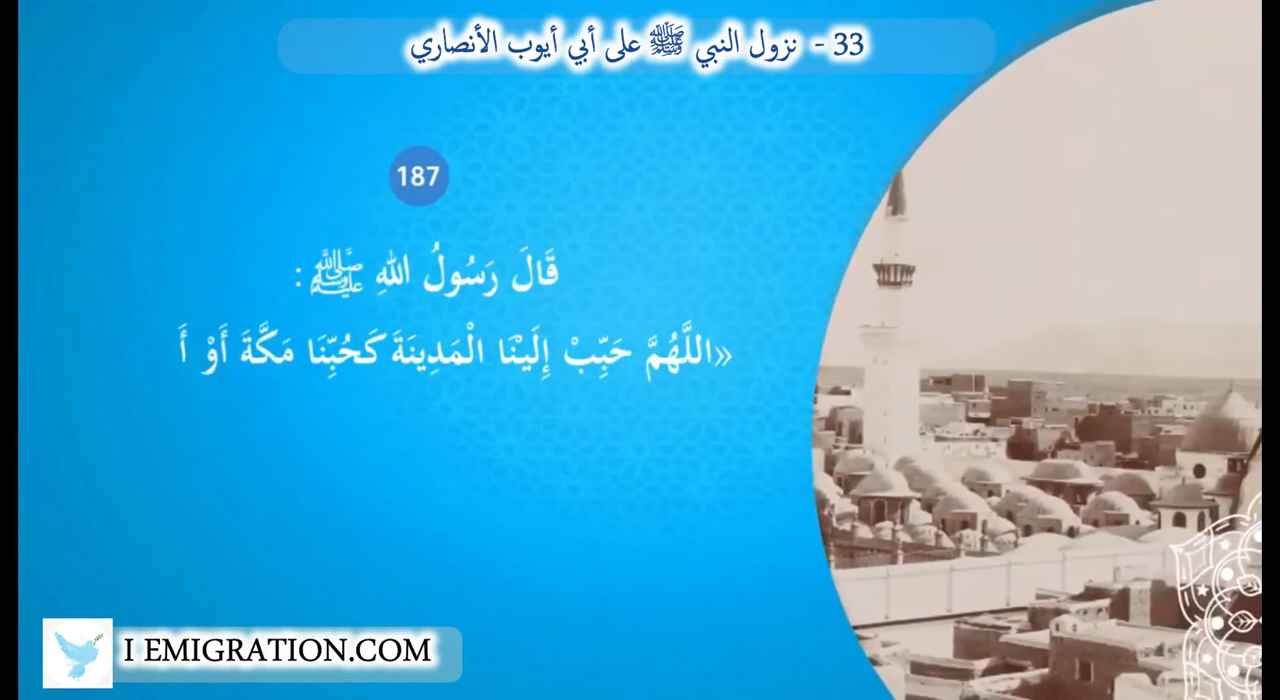 33 - نزول النبي ﷺ على أبي أيوب الأنصاري
187
قَالَ رَسُولُ اللهِ ﷺ :
«اللَّهُمَّ حَبِّبْ إِلَيْنَا الْمَدِينَةَ كَحُبِّنَا مَكَّةَ أَوْ أَ
I EMIGRATION.COM